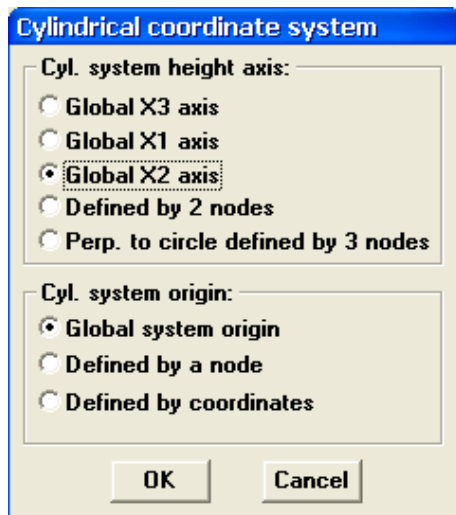 Cylindrical coordinate system
Cyl. system height axis:
Global X3 axis
Global X1 axis
Global X2 axis
Defined by 2 nodes
Perp. to circle defined by 3 nodes
Cyl. system origin:
Global system origin
Defined by a node
Defined by coordinates
OK Cancel